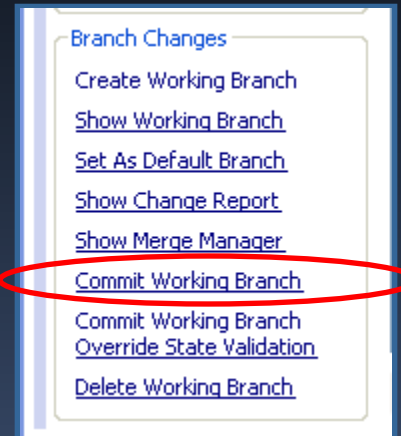 Branch Changes
Create Working Branch
Show Working Branch
Set As Default Branch
Show Change Report
Show Merge Manager
Commit Working Branch
Commit Working Branch
Override State Validation
Delete Working Branch